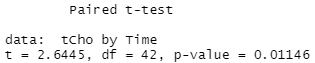 Paired t-test
data:  tCho by Time
t = 2.6445, df = 42, p-value = 0.01146